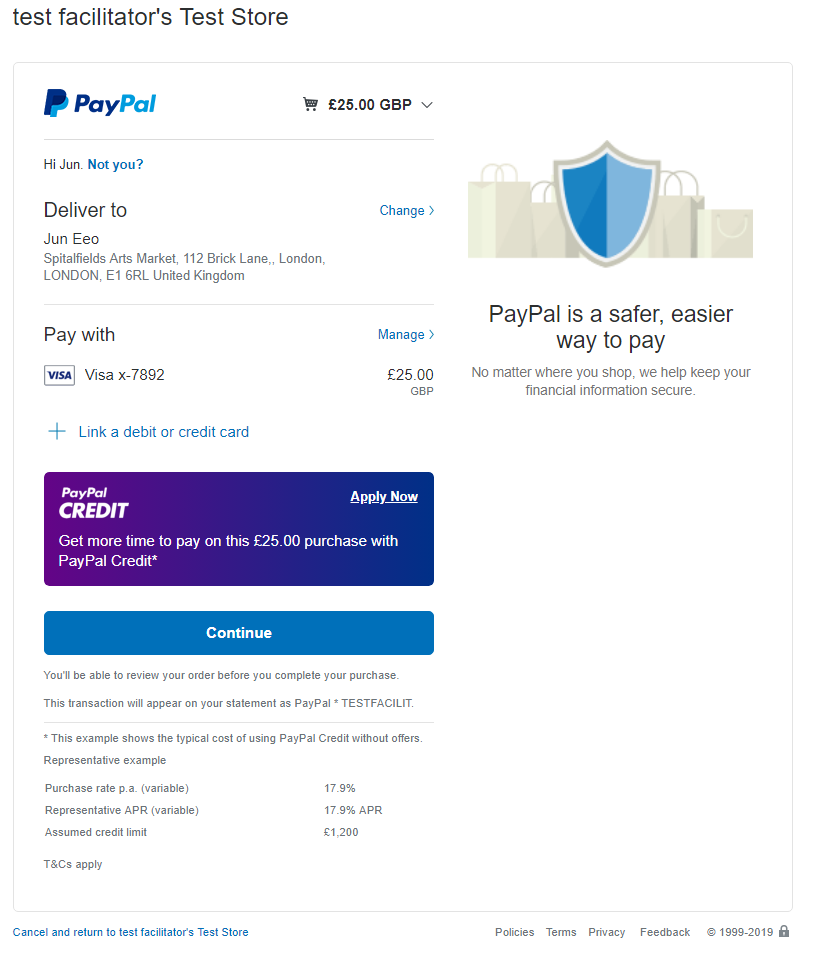 test facilitator's Test Store
PayPal
£25.00 GBP
Hi Jun. Not you?
Deliver to
Change
Jun Eeo
Spitalfields Arts Market, 112 Brick Lane,, London,
LONDON, E1 6RL United Kingdom
Pay with
Manage
VISA Visa x-7892 £25.00
GBP
Link a debit or credit card
PayPal
CREDIT
Apply Now
Get more time to pay on this £25.00 purchase with
PayPal Credit*
Continue
You'll be able to review your order before you complete your purchase.
This transaction will appear on your statement as PayPal * TESTFACILIT.
* This example shows the typical cost of using PayPal Credit without offers.
Representative example
Purchase rate p.a. (variable) 17.9%
Representative APR (variable) 17.9% APR
Assumed credit limit £1,200
T&Cs apply
PayPal is a safer, easier
way to pay
No matter where you shop, we help keep your
financial information secure.
Cancel and return to test facilitator's Test Store
Policies Terms Privacy Feedback © 1999-2019